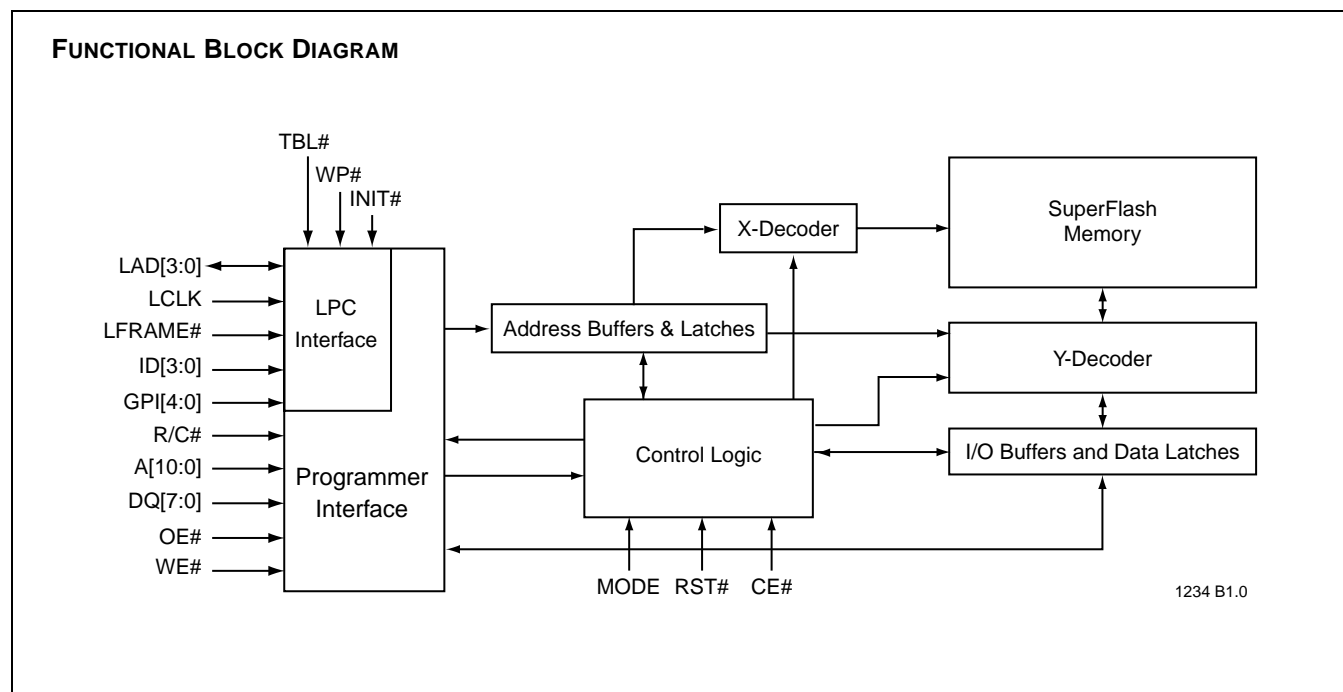 FUNCTIONAL BLOCK DIAGRAM
TBL#
WP#
INIT#
LAD[3:0]
LCLK
LFRAME#
ID[3:0]
GPI[4:0]
R/C#
A[10:0]
DQ[7:0]
OE#
WE#
LPC
Interface
Programmer
Interface
Address Buffers & Latches
X-Decoder
SuperFlash
Memory
Y-Decoder
Control Logic
I/O Buffers and Data Latches
MODE
RST#
CE#
1234 B1.0